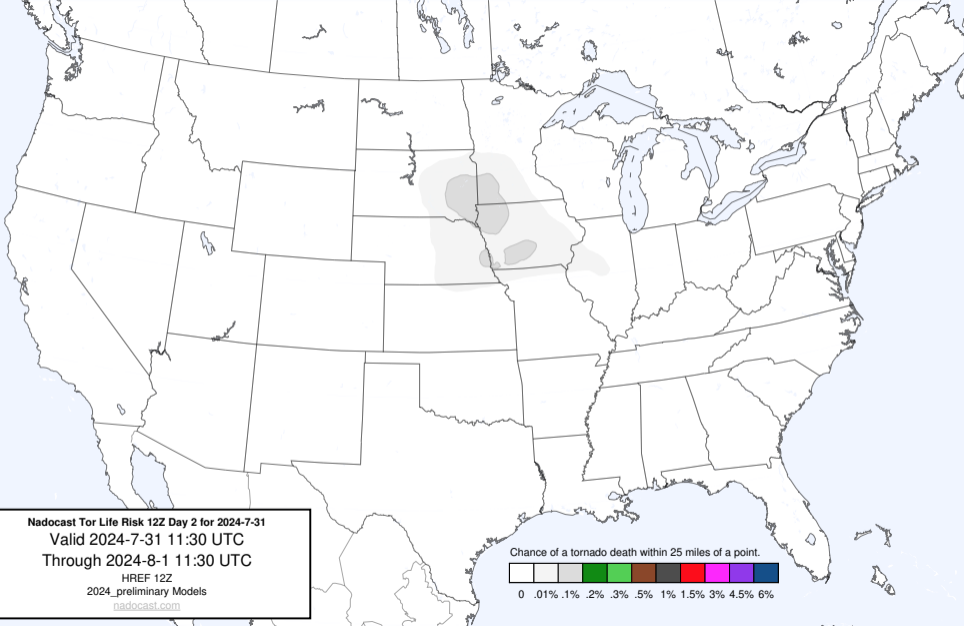 Nadocast Tor Life Risk 12Z Day 2 for 2024-7-31
Valid 2024-7-31 11:30 UTC
Through 2024-8-1 11:30 UTC
HREF 12Z
2024_preliminary Models
nadocast.com
Chance of a tornado death within 25 miles of a point.
0 .01% .1% .2% .3% .5% 1% 1.5% 3% 4.5% 6%